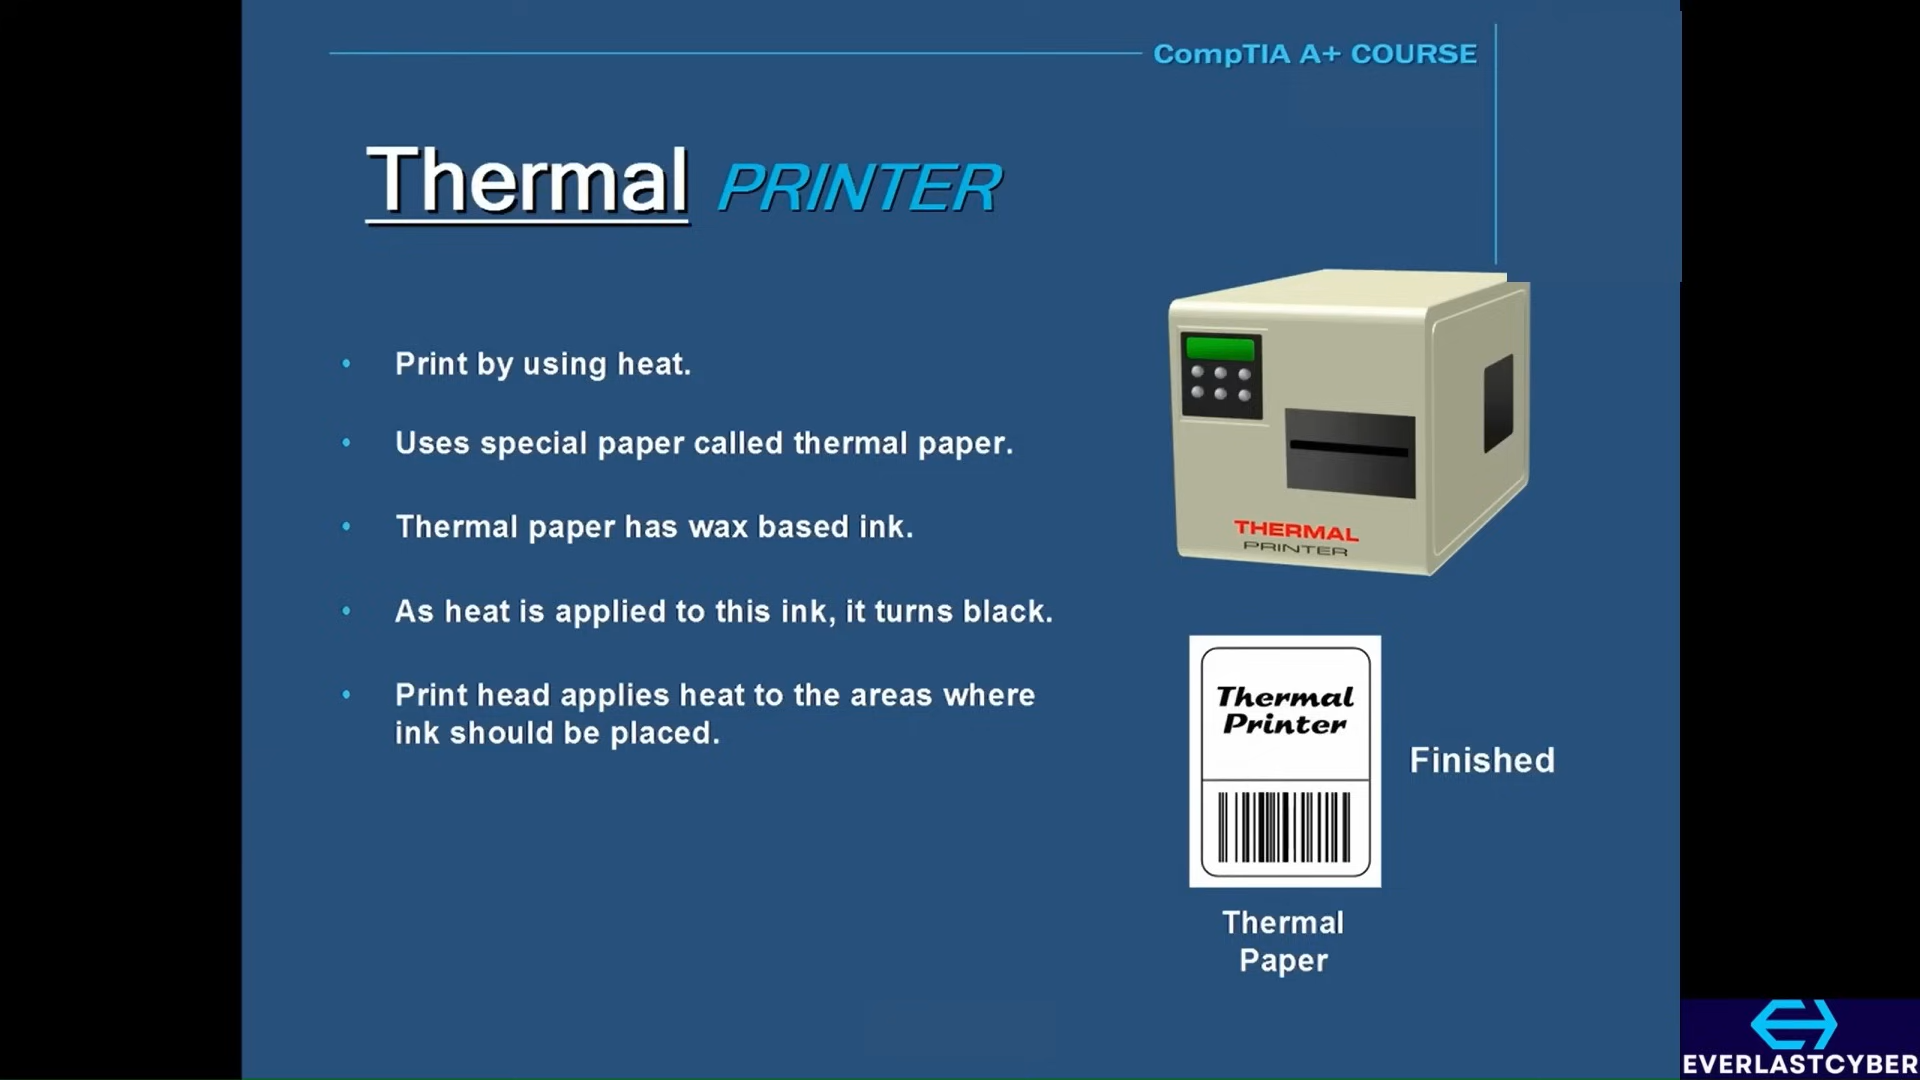 CompTIA A+ COURSE
Thermal PRINTER
• Print by using heat.
• Uses special paper called thermal paper.
• Thermal paper has wax based ink.
• As heat is applied to this ink, it turns black.
• Print head applies heat to the areas where
ink should be placed.
THERMAL
PRINTER
Thermal
Printer
Finished
Thermal
Paper
EVERLASTCYBER